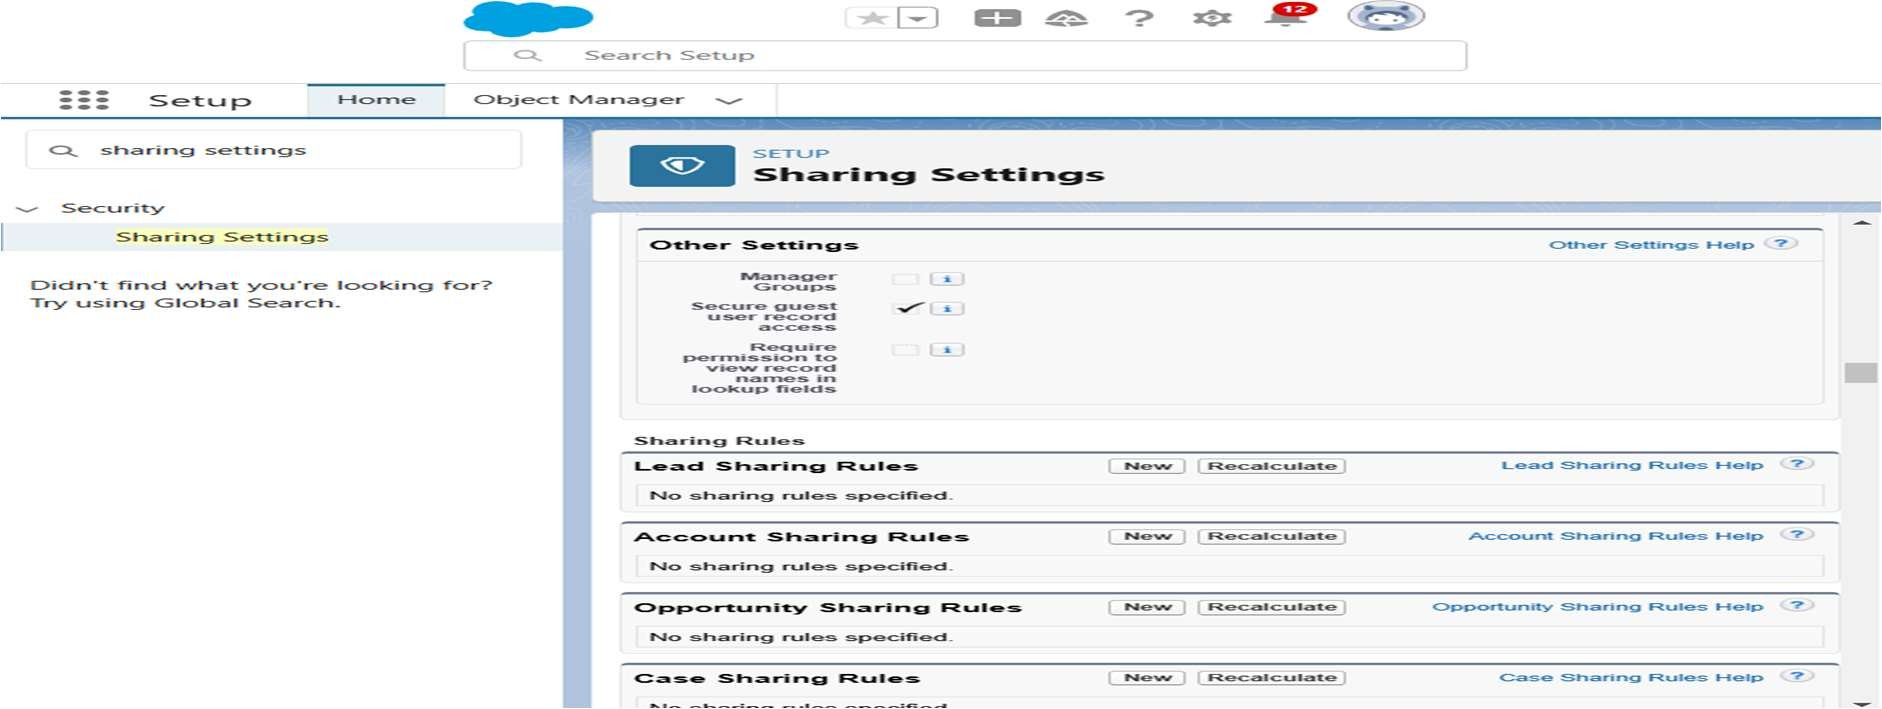 12
Search Setup
Setup
Home
Object Manager
sharing settings
Security
Sharing Settings
Didn't find what you're looking for?
Try using Global Search.
SETUP
Sharing Settings
Other Settings
Other Settings Help ?
Manager
Groups
i
Secure guest
user record
access
i
Require
permission to
view record
names in
lookup fields
i
Sharing Rules
Lead Sharing Rules
New
Recalculate
Lead Sharing Rules Help ?
No sharing rules specified.
Account Sharing Rules
New
Recalculate
Account Sharing Rules Help ?
No sharing rules specified.
Opportunity Sharing Rules
New
Recalculate
Opportunity Sharing Rules Help ?
No sharing rules specified.
Case Sharing Rules
New
Recalculate
Case Sharing Rules Help ?
No sharing rules specified.